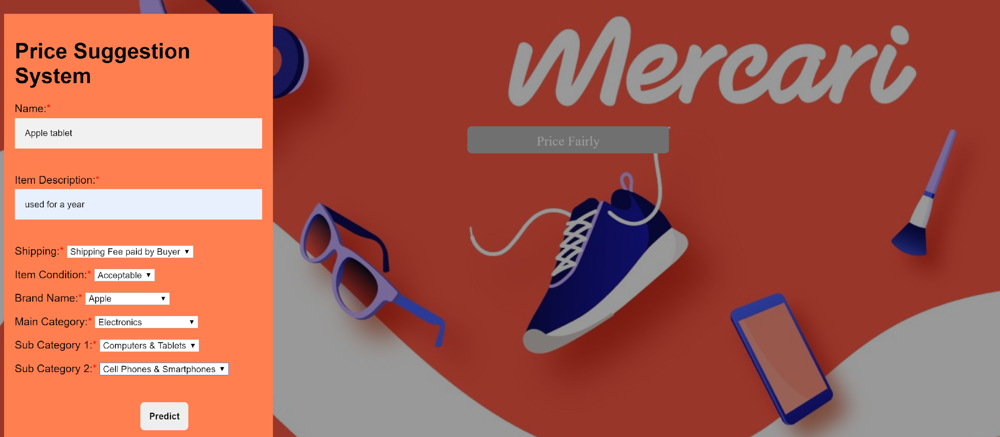 Price Suggestion
System
Name:*
Apple tablet
Item Description:*
used for a year
Shipping:* Shipping Fee paid by Buyer
Item Condition:* Acceptable
Brand Name:* Apple
Main Category:* Electronics
Sub Category 1:* Computers & Tablets
Sub Category 2:* Cell Phones & Smartphones
Predict
Mercari
Price Fairly